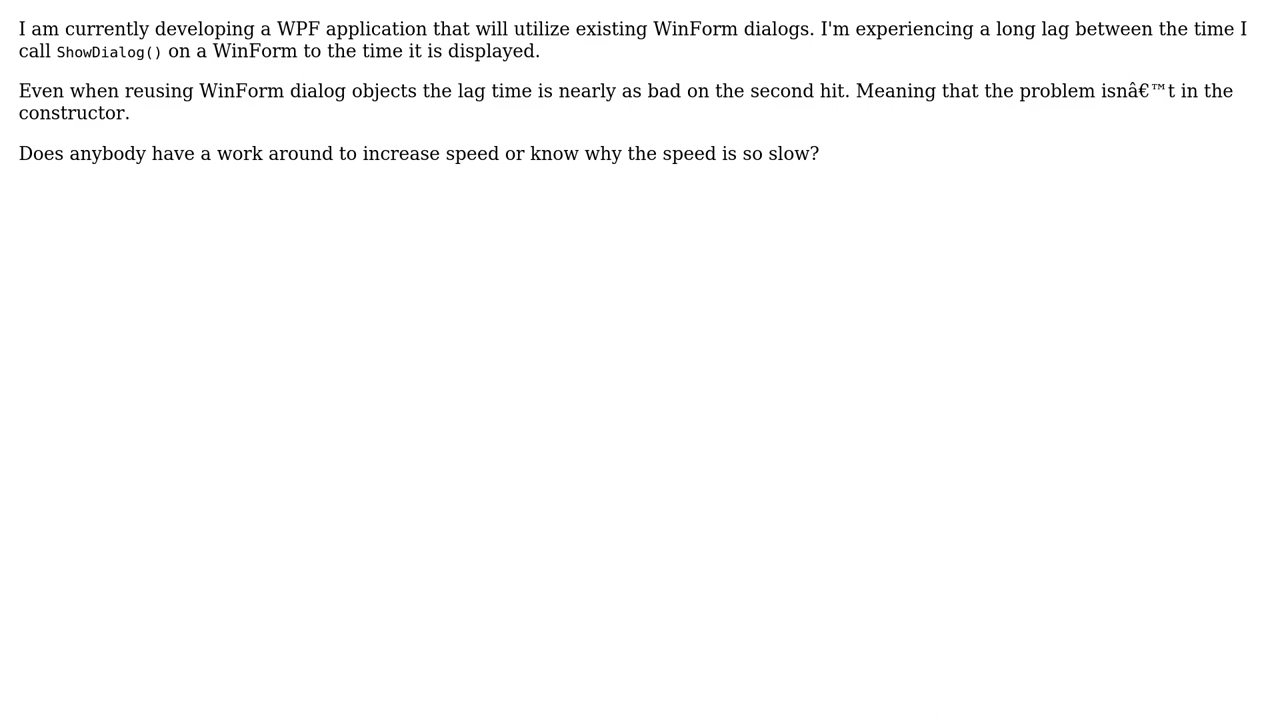 I am currently developing a WPF application that will utilize existing WinForm dialogs. I'm experiencing a long lag between the time I
call ShowDialog() on a WinForm to the time it is displayed.
Even when reusing WinForm dialog objects the lag time is nearly as bad on the second hit. Meaning that the problem isnâ€™t in the
constructor.
Does anybody have a work around to increase speed or know why the speed is so slow?